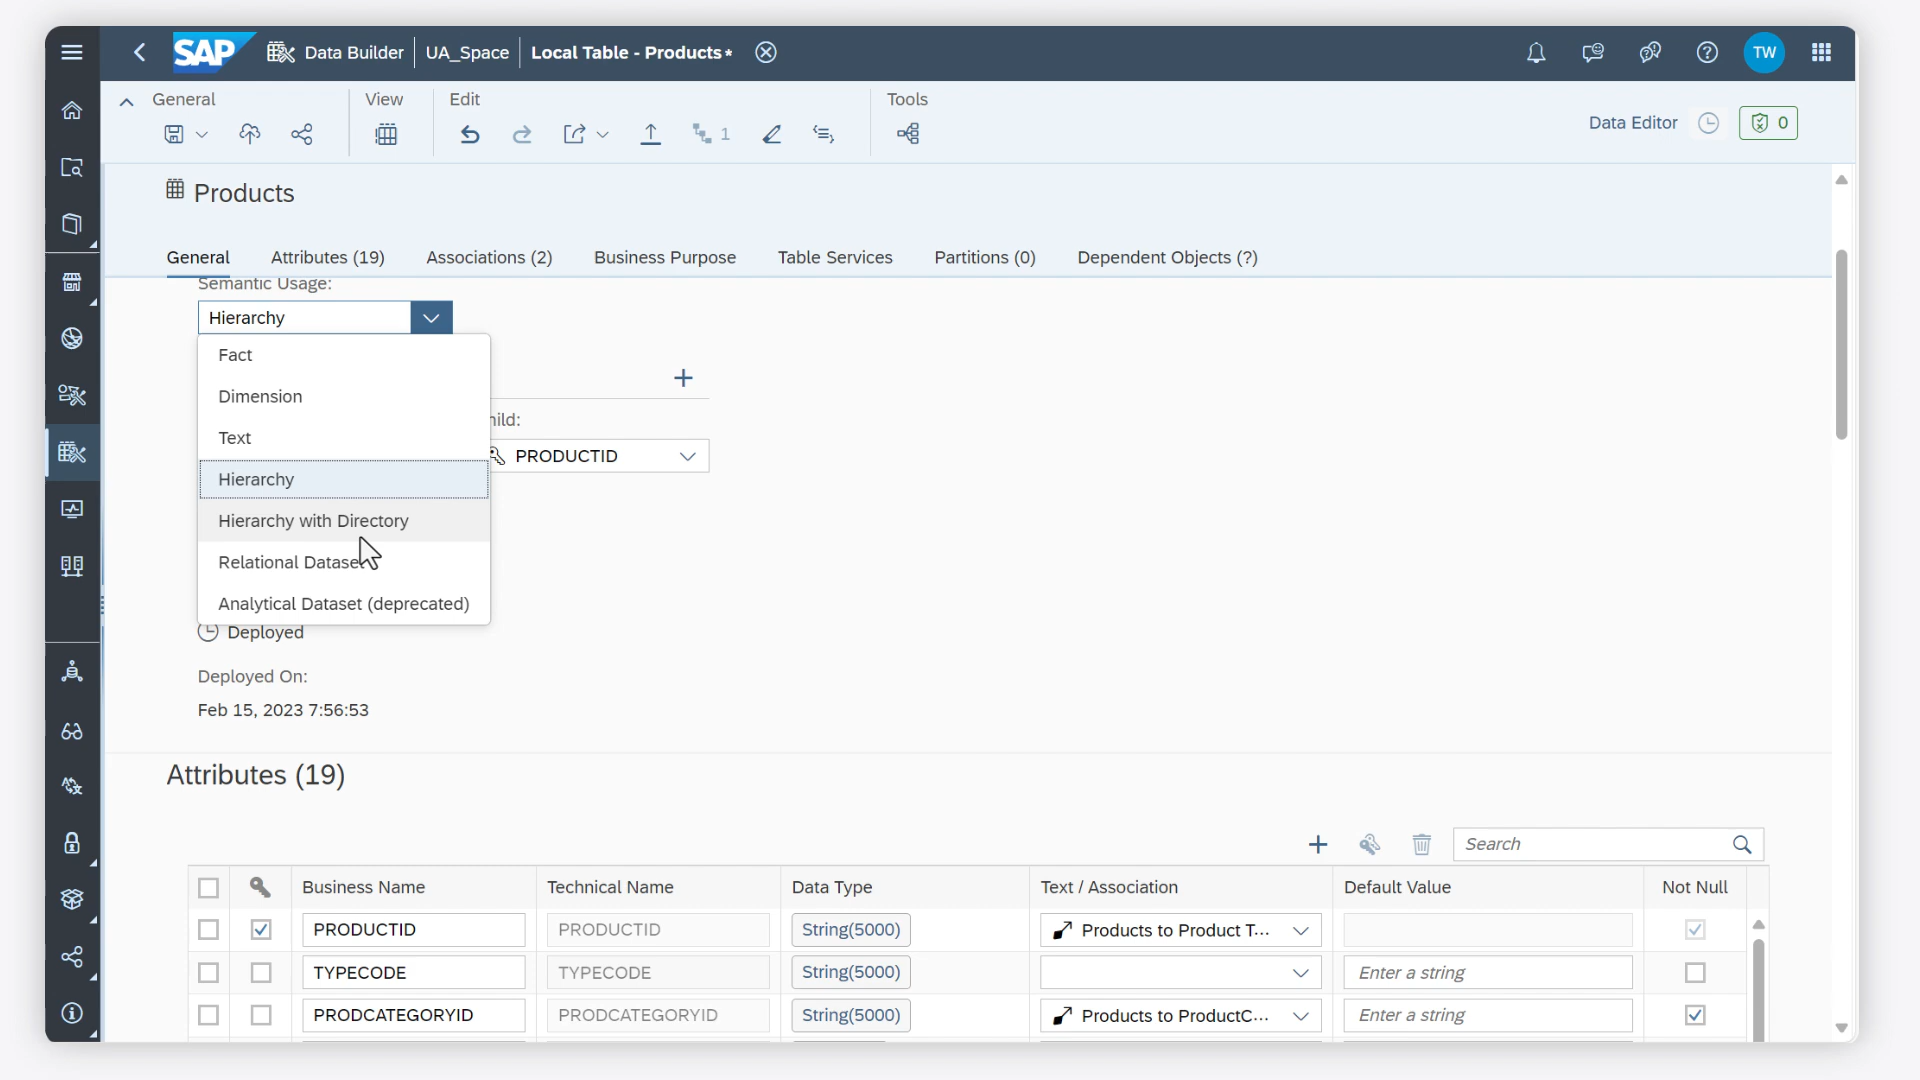 SAP Data Builder UA_Space Local Table - Products* TW
General View Edit Tools
1 Data Editor 0
Products
General Attributes (19) Associations (2) Business Purpose Table Services Partitions (0) Dependent Objects (?)
Semantic Usage:
Hierarchy
Fact
Dimension
hild:
Text
PRODUCTID
Hierarchy
Hierarchy with Directory
Relational Datase
Analytical Dataset (deprecated)
Deployed
Deployed On:
Feb 15, 2023 7:56:53
Attributes (19)
Search
Business Name Technical Name Data Type Text / Association Default Value Not Null
PRODUCTID PRODUCTID String(5000) Products to Product T...
TYPECODE TYPECODE String(5000) Enter a string
PRODCATEGORYID PRODCATEGORYID String(5000) Products to ProductC... Enter a string